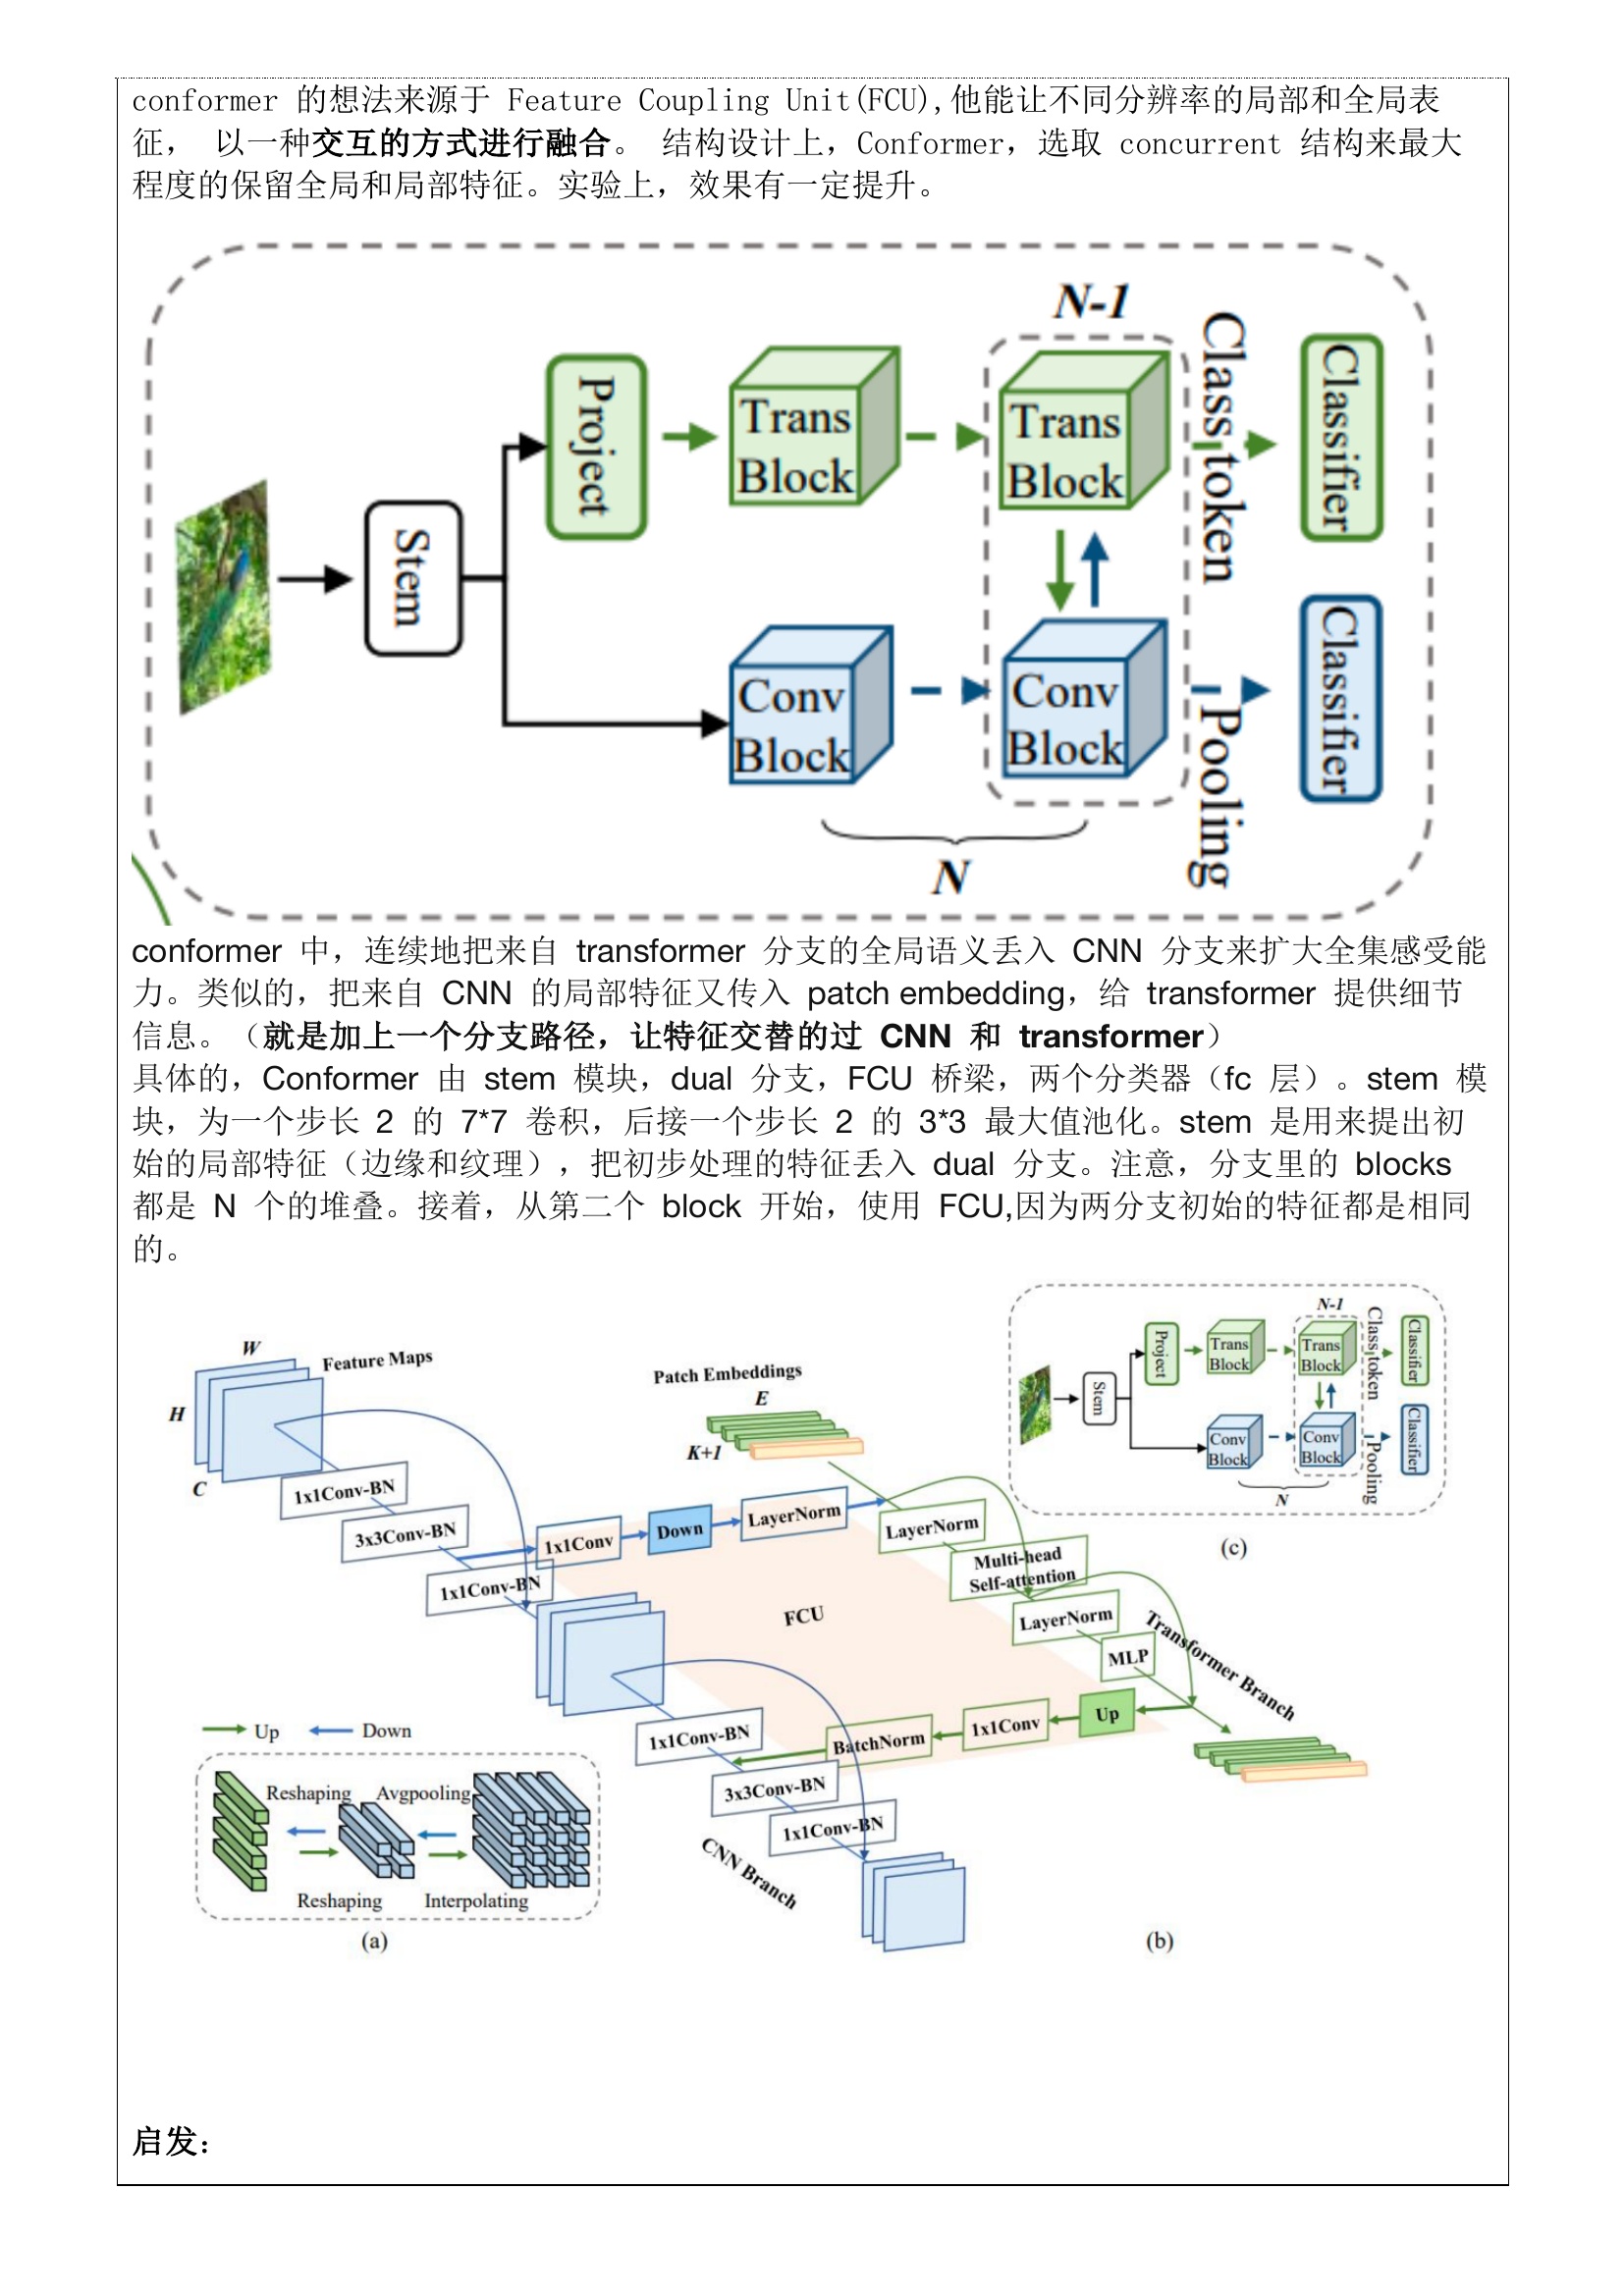 conformer 的想法来源于 Feature Coupling Unit(FCU),他能让不同分辨率的局部和全局表
征， 以一种交互的方式进行融合。 结构设计上，Conformer，选取 concurrent 结构来最大
程度的保留全局和局部特征。实验上，效果有一定提升。
N-1
Project
Trans
Block
Trans
Block
Class token
Classifier
Stem
Conv
Block
Conv
Block
Pooling
Classifier
N
conformer 中，连续地把来自 transformer 分支的全局语义丢入 CNN 分支来扩大全集感受能
力。类似的，把来自 CNN 的局部特征又传入 patch embedding，给 transformer 提供细节
信息。（就是加上一个分支路径，让特征交替的过 CNN 和 transformer）
具体的，Conformer 由 stem 模块，dual 分支，FCU 桥梁，两个分类器（fc 层）。stem 模
块，为一个步长 2 的 7*7 卷积，后接一个步长 2 的 3*3 最大值池化。stem 是用来提出初
始的局部特征（边缘和纹理），把初步处理的特征丢入 dual 分支。注意，分支里的 blocks
都是 N 个的堆叠。接着，从第二个 block 开始，使用 FCU,因为两分支初始的特征都是相同
的。
W
Feature Maps
H
C
1x1Conv-BN
3x3Conv-BN
1x1Conv-BN
Patch Embeddings
E
K+1
1x1Conv
Down
LayerNorm
LayerNorm
Multi-head
Self-attention
LayerNorm
MLP
Transformer Branch
FCU
Up
1x1Conv
BatchNorm
1x1Conv-BN
3x3Conv-BN
1x1Conv-BN
CNN Branch
(b)
N-1
Project
Trans
Block
Trans
Block
Class token
Classifier
Stem
Conv
Block
Conv
Block
Pooling
Classifier
N
(c)
Up
Down
Reshaping
Avgpooling
Reshaping
Interpolating
(a)
启发：